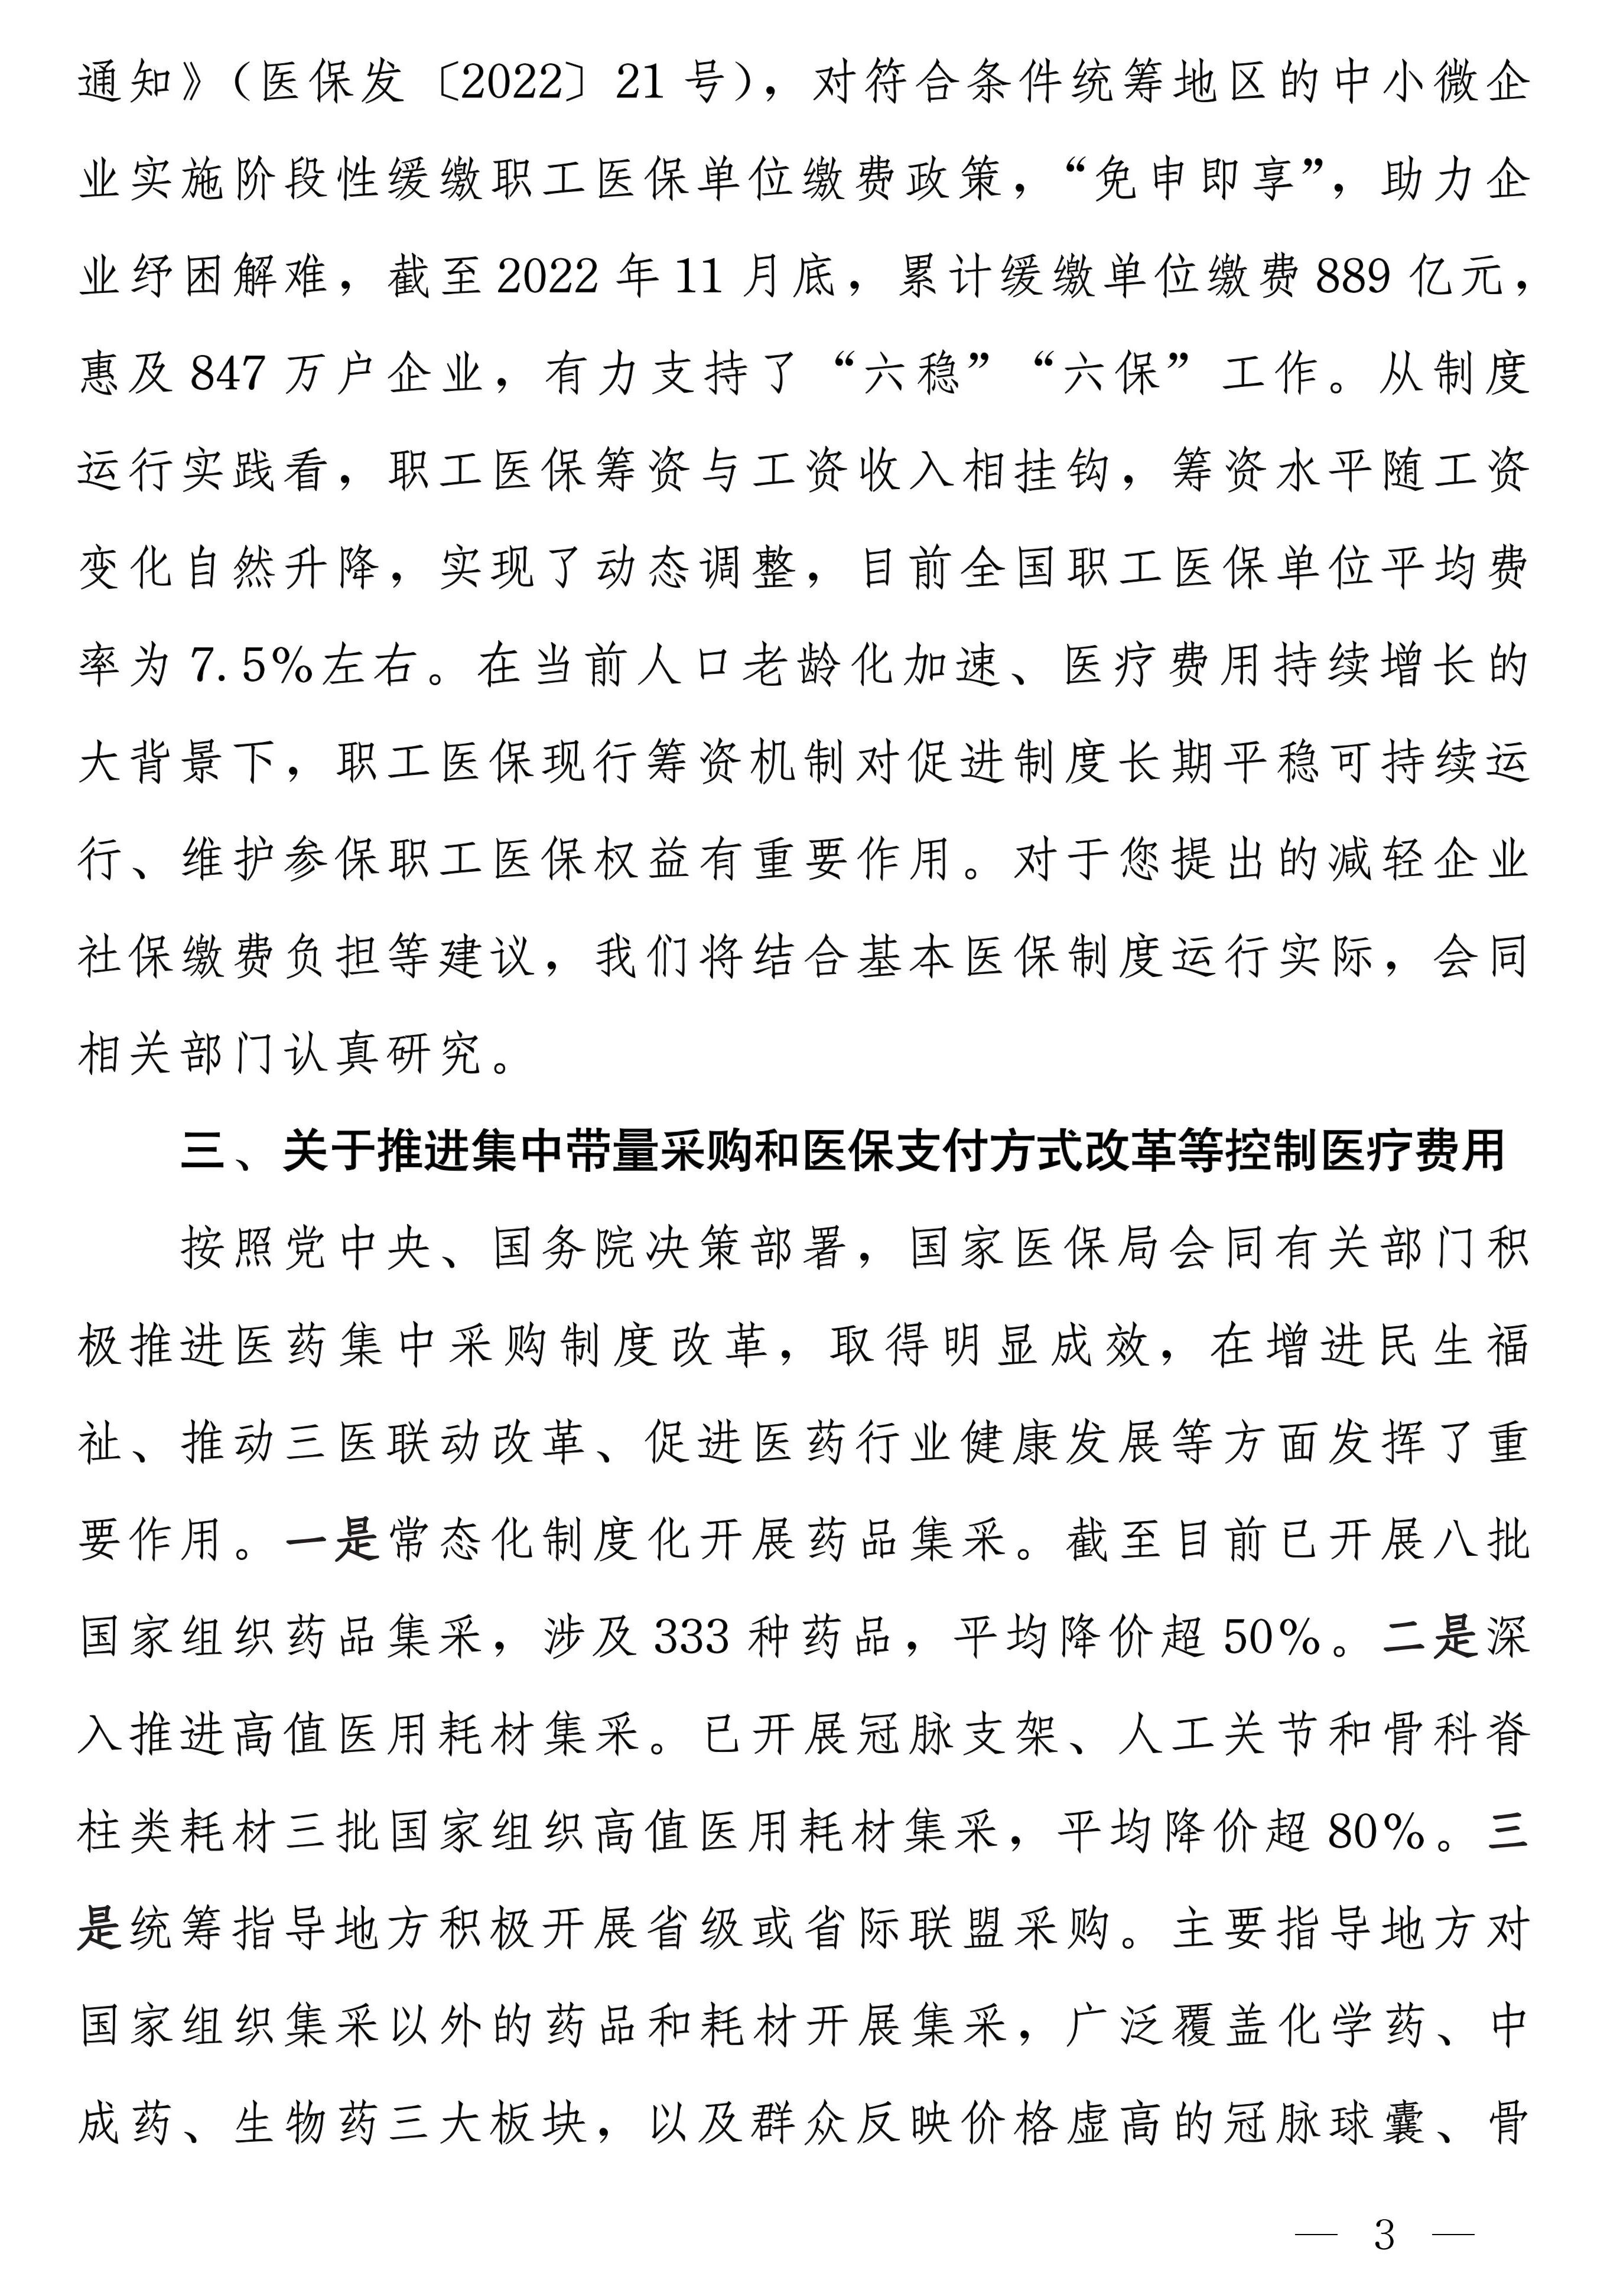 通知》（医保发〔2022〕21 号），对符合条件统筹地区的中小微企
业实施阶段性缓缴职工医保单位缴费政策，“免申即享”，助力企
业纾困解难，截至 2022 年 11 月底，累计缓缴单位缴费 889 亿元，
惠及 847 万户企业，有力支持了“六稳”“六保”工作。从制度
运行实践看，职工医保筹资与工资收入相挂钩，筹资水平随工资
变化自然升降，实现了动态调整，目前全国职工医保单位平均费
率为 7.5%左右。在当前人口老龄化加速、医疗费用持续增长的
大背景下，职工医保现行筹资机制对促进制度长期平稳可持续运
行、维护参保职工医保权益有重要作用。对于您提出的减轻企业
社保缴费负担等建议，我们将结合基本医保制度运行实际，会同
相关部门认真研究。
三、关于推进集中带量采购和医保支付方式改革等控制医疗费用
按照党中央、国务院决策部署，国家医保局会同有关部门积
极推进医药集中采购制度改革，取得明显成效，在增进民生福
祉、推动三医联动改革、促进医药行业健康发展等方面发挥了重
要作用。一是常态化制度化开展药品集采。截至目前已开展八批
国家组织药品集采，涉及 333 种药品，平均降价超 50%。二是深
入推进高值医用耗材集采。已开展冠脉支架、人工关节和骨科脊
柱类耗材三批国家组织高值医用耗材集采，平均降价超 80%。三
是统筹指导地方积极开展省级或省际联盟采购。主要指导地方对
国家组织集采以外的药品和耗材开展集采，广泛覆盖化学药、中
成药、生物药三大板块，以及群众反映价格虚高的冠脉球囊、骨
— 3 —